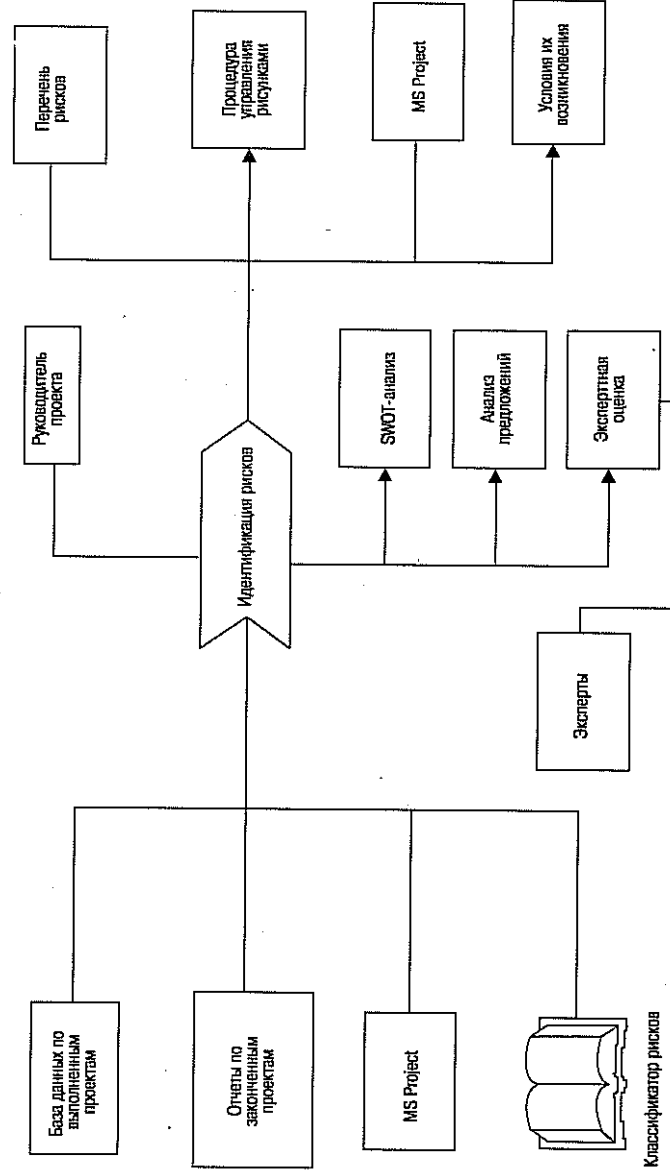 База данных по
выполненным
проектам
Отчеты по
законченным
проектам
MS Project
Классификатор рисков
Руководитель
проекта
Идентификация рисков
SWOT-анализ
Анализ
предложений
Эксперттная
оценка
Эксперты
Перечень
рисков
Процедура
управления
рисунками
MS Project
Условия их
возникновения